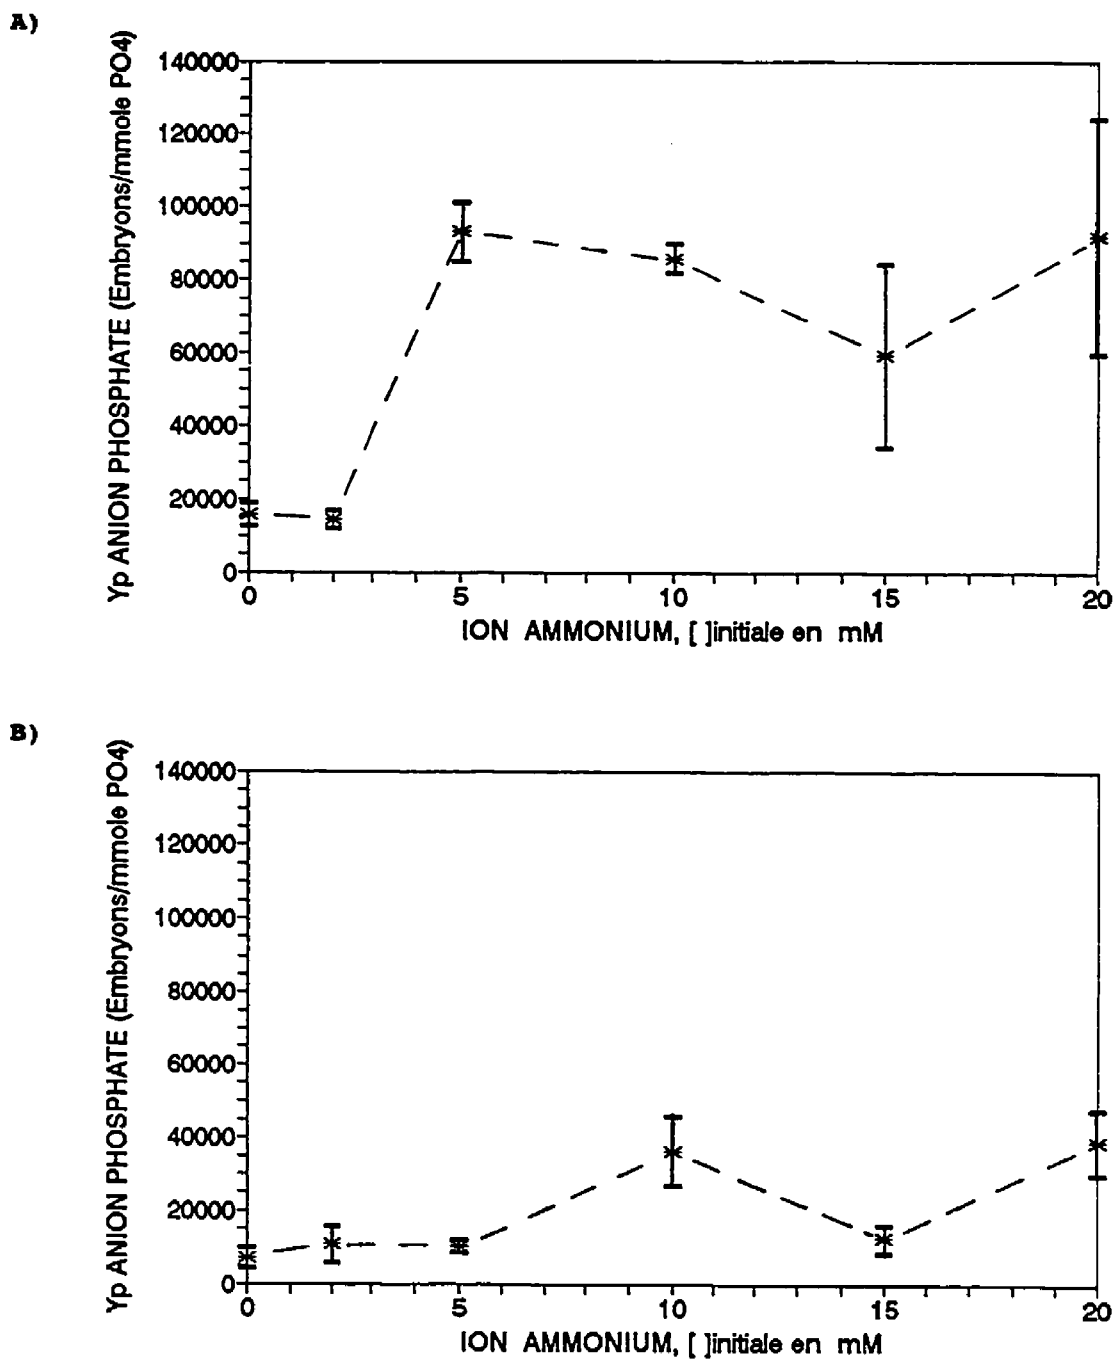 A)
Yp ANION PHOSPHATE (Embryons/mmole PO4)
140000
120000
100000
80000
60000
40000
20000
0
0 5 10 15 20
ION AMMONIUM, [ ]initiale en mM
B)
Yp ANION PHOSPHATE (Embryons/mmole PO4)
140000
120000
100000
80000
60000
40000
20000
0
0 5 10 15 20
ION AMMONIUM, [ ]initiale en mM